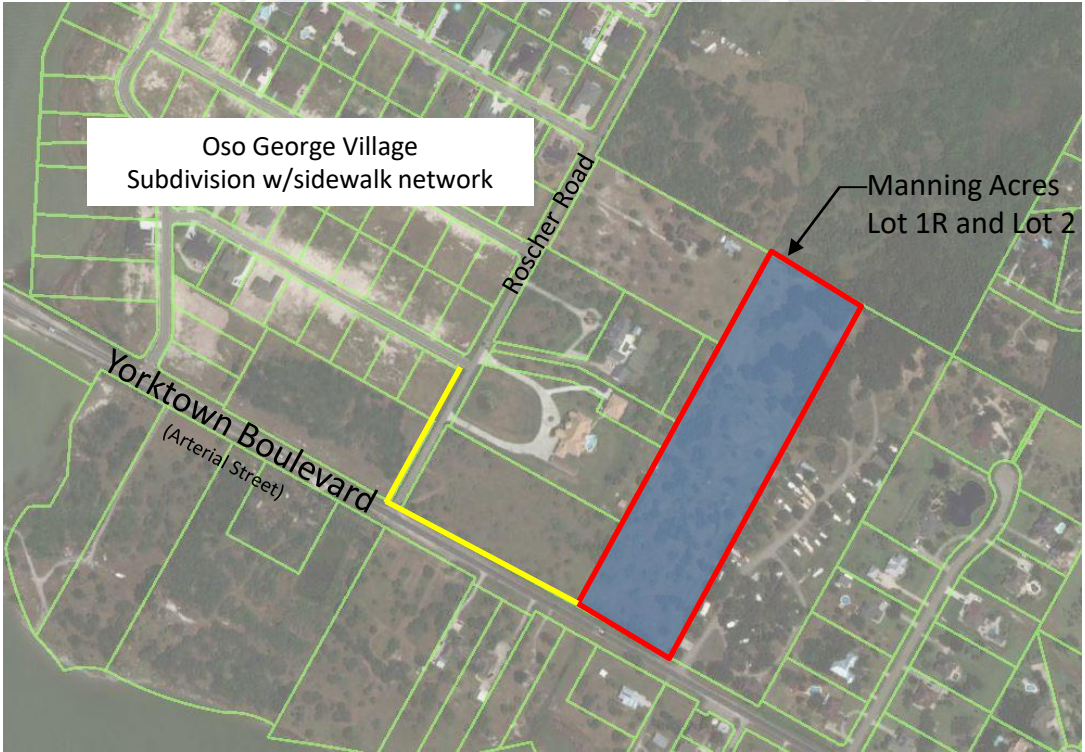 Oso George Village
Subdivision w/sidewalk network
Roscher Road
Manning Acres
Lot 1R and Lot 2
Yorktown Boulevard
(Arterial Street)